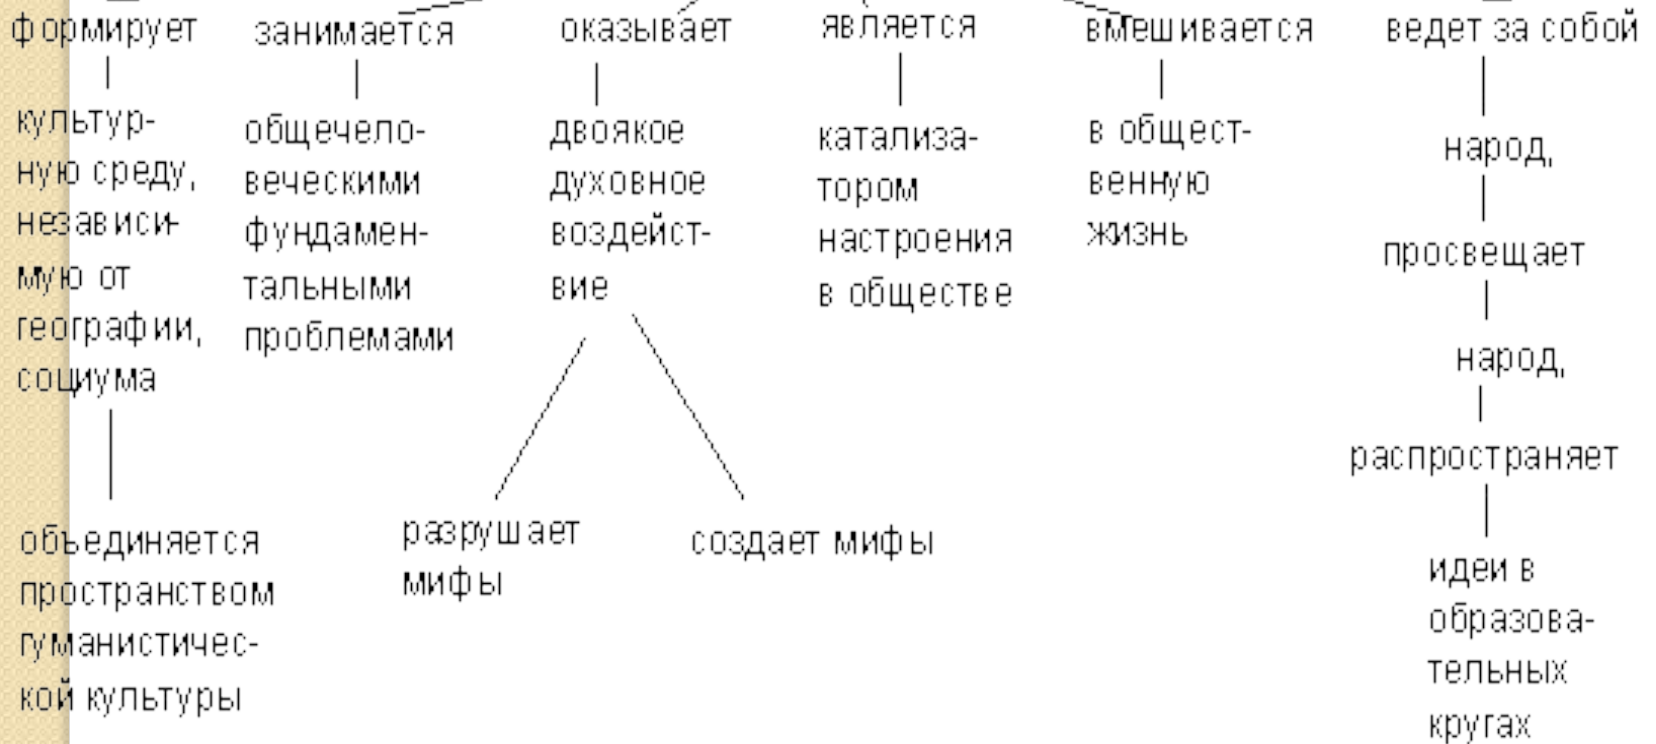 формирует
культур-
ную среду,
независи-
мую от
географии,
социума
объединяется
пространством
гуманистичес-
кой культуры
занимается
общечело-
веческими
фундамен-
тальными
проблемами
оказывает
двоякое
духовное
воздейст-
вие
разрушает
мифы
создает мифы
является
катализа-
тором
настроения
в обществе
вмешивается
в общест-
венную
жизнь
ведет за собой
народ,
просвещает
народ,
распространяет
идеи в
образова-
тельных
кругах